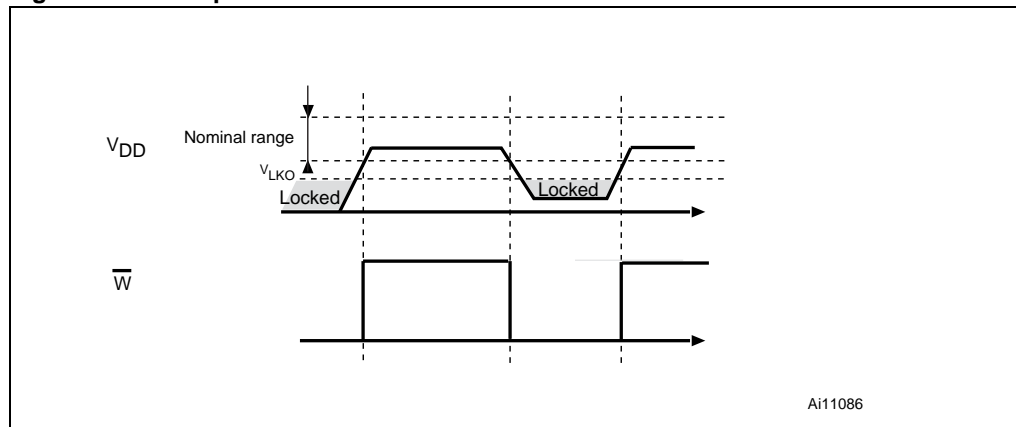 Nominal range
VDD
VLKO
Locked
Locked
W
Ai11086